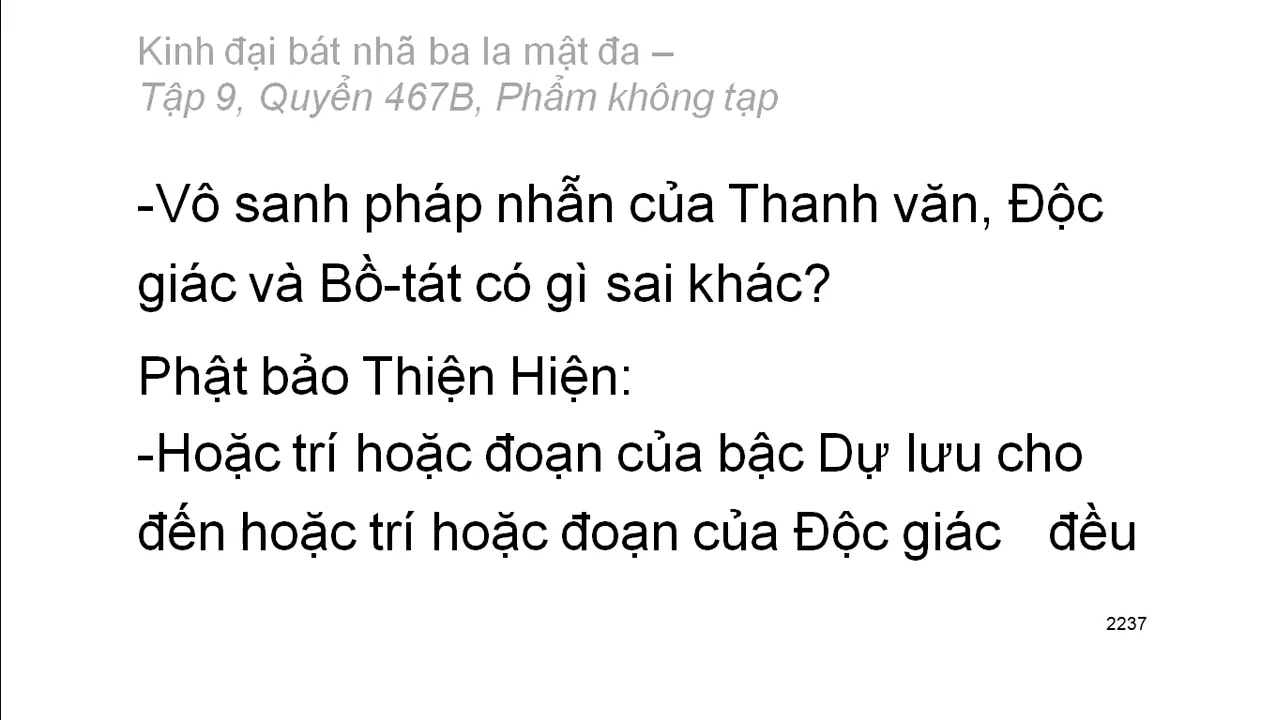 Kinh đại bát nhã ba la mật đa –
Tập 9, Quyển 467B, Phẩm không tạp
-Vô sanh pháp nhẫn của Thanh văn, Độc
giác và Bồ-tát có gì sai khác?
Phật bảo Thiện Hiện:
-Hoặc trí hoặc đoạn của bậc Dự lưu cho
đến hoặc trí hoặc đoạn của Độc giác đều
2237